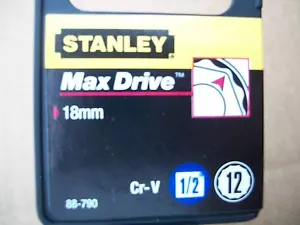 STANLEY
Max Drive™
18mm
Cr-V 1/2 12
88-790